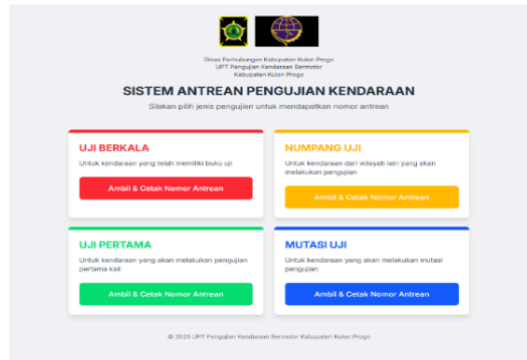 Dinas Perhubungan Kabupaten Kulon Progo
UPT Pengujian Kendaraan Bermotor
Kabupaten Kulon Progo
SISTEM ANTREAN PENGUJIAN KENDARAAN
Silakan pilih jenis pengujian untuk mendapatkan nomor antrean
UJI BERKALA
Untuk kendaraan yang telah memiliki buku uji
Ambil & Cetak Nomor Antrean
NUMPANG UJI
Untuk kendaraan dari wilayah lain yang akan
melakukan pengujian
Ambil & Cetak Nomor Antrean
UJI PERTAMA
Untuk kendaraan yang akan melakukan pengujian
pertama kali
Ambil & Cetak Nomor Antrean
MUTASI UJI
Untuk kendaraan yang akan melakukan mutasi
pengujian
Ambil & Cetak Nomor Antrean
© 2025 UPT Pengujian Kendaraan Bermotor Kabupaten Kulon Progo